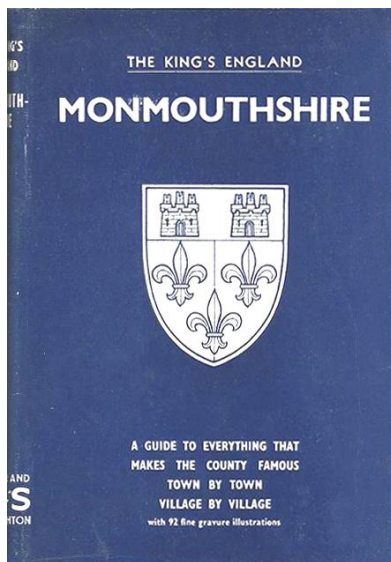 THE KING'S ENGLAND
MONMOUTHSHIRE
A GUIDE TO EVERYTHING THAT
MAKES THE COUNTY FAMOUS
TOWN BY TOWN
VILLAGE BY VILLAGE
with 92 fine gravure illustrations